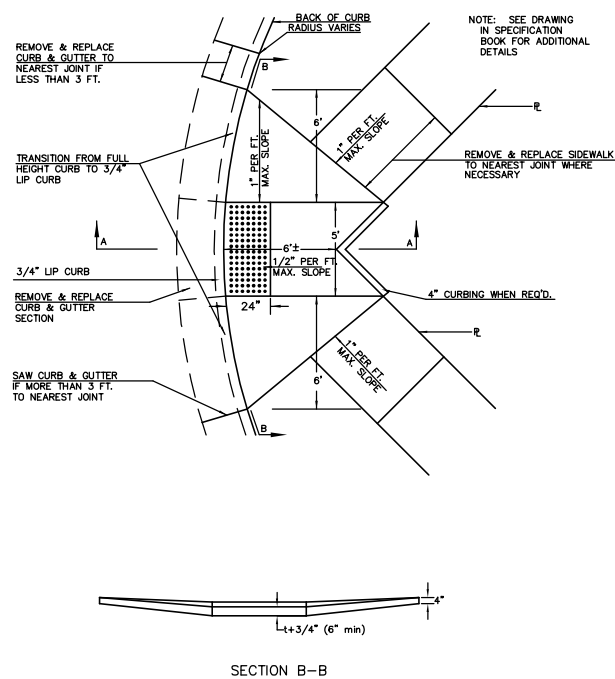 BACK OF CURB
RADIUS VARIES
NOTE: SEE DRAWING
IN SPECIFICATION
BOOK FOR ADDITIONAL
DETAILS
REMOVE & REPLACE
CURB & GUTTER TO
NEAREST JOINT IF
LESS THAN 3 FT.
B
6'
1" PER FT.
MAX. SLOPE
1" PER FT.
MAX. SLOPE
PL
TRANSITION FROM FULL
HEIGHT CURB TO 3/4"
LIP CURB
REMOVE & REPLACE SIDEWALK
TO NEAREST JOINT WHERE
NECESSARY
A
6'±
5'
A
1/2" PER FT.
MAX. SLOPE
3/4" LIP CURB
REMOVE & REPLACE
CURB & GUTTER
SECTION
24"
4" CURBING WHEN REQ'D.
PL
1" PER FT.
MAX. SLOPE
6'
SAW CURB & GUTTER
IF MORE THAN 3 FT.
TO NEAREST JOINT
B
4"
t+3/4" (6" min)
SECTION B-B